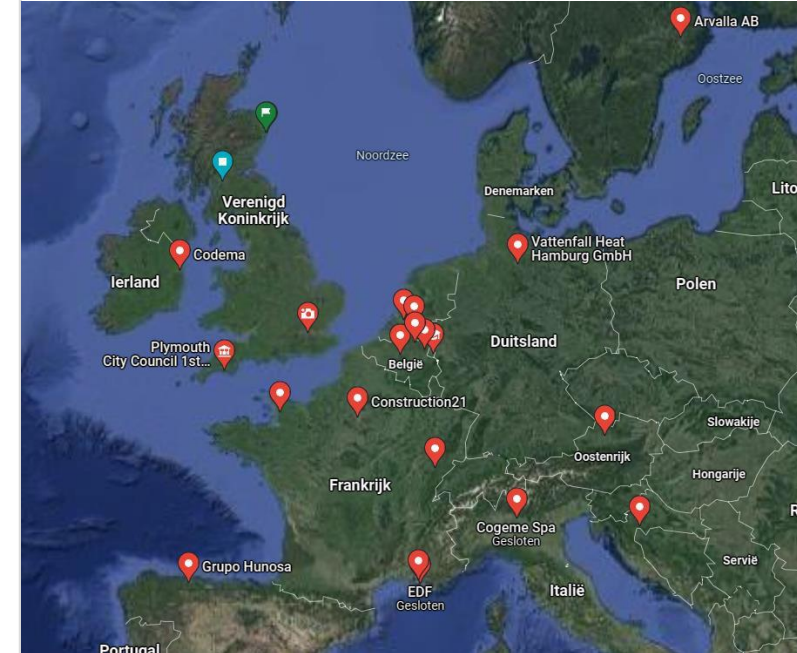 Arvalla AB
Oostzee
Noordzee
Denemarken
Lito
Verenigd
Koninkrijk
Codema
Ierland
Vattenfall Heat
Hamburg GmbH
Polen
Plymouth
City Council 1st...
Duitsland
België
Construction21
Slowakije
Oostenrijk
Hongarije
Frankrijk
R
Cogeme Spa
Gesloten
Grupo Hunosa
Servië
EDF
Gesloten
Italië
Portugal